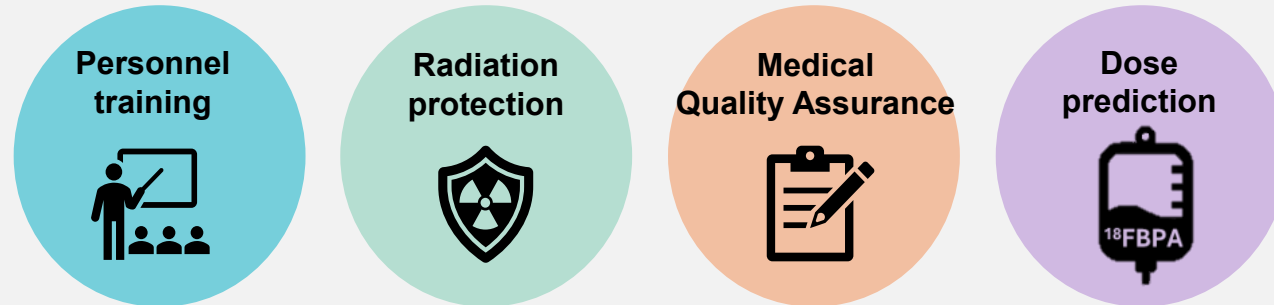 Personnel
training
Radiation
protection
Medical
Quality Assurance
Dose
prediction
¹⁸FBPA